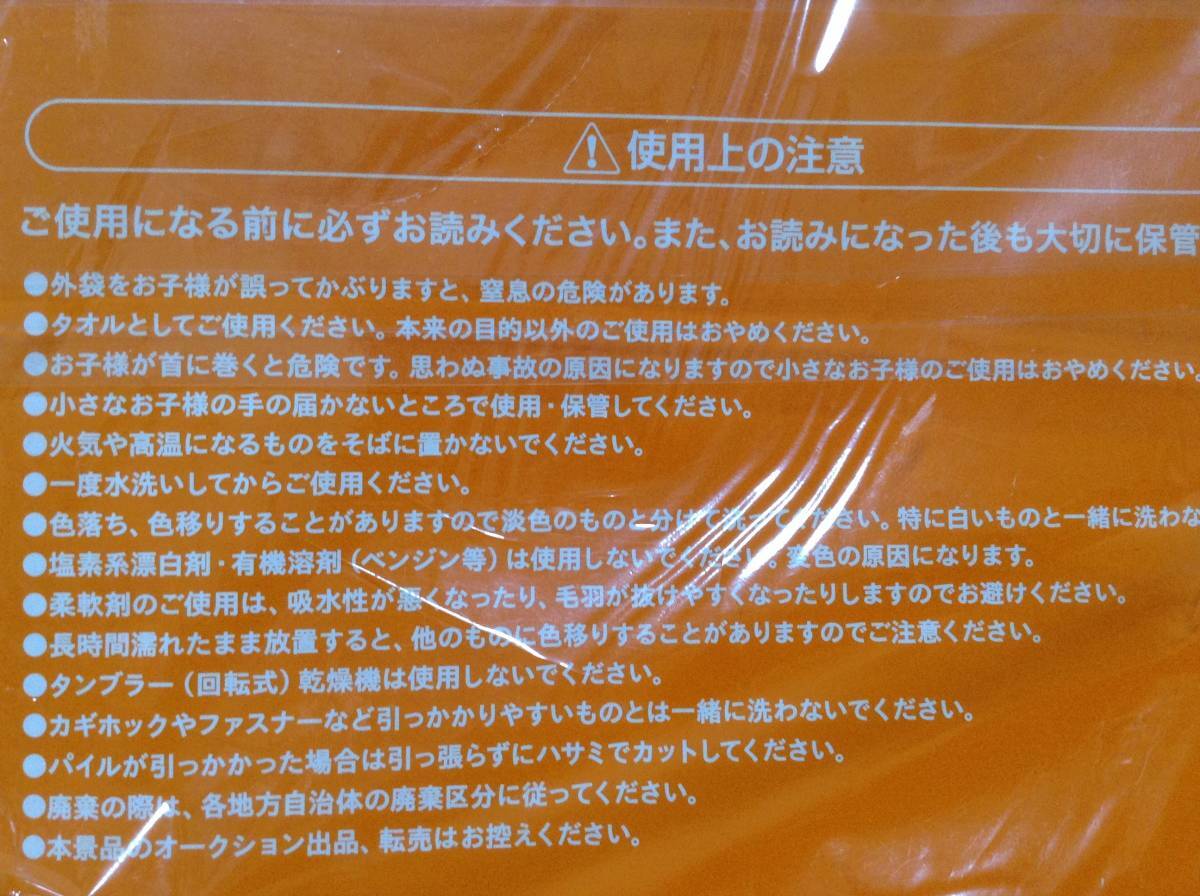 使用上の注意
ご使用になる前に必ずお読みください。また、お読みになった後も大切に保管
●外袋をお子様が誤ってかぶりますと、窒息の危険があります。
●タオルとしてご使用ください。本来の目的以外のご使用はおやめください。
●お子様が首に巻くと危険です。思わぬ事故の原因になりますので小さなお子様のご使用はおやめください。
●小さなお子様の手の届かないところで使用・保管してください。
●火気や高温になるものをそばに置かないでください。
●一度水洗いしてからご使用ください。
●色落ち、色移りすることがありますので淡色のものと分けて洗ってください。特に白いものと一緒に洗わな
●塩素系漂白剤・有機溶剤（ベンジン等）は使用しないでください。変色の原因になります。
●柔軟剤のご使用は、吸水性が悪くなったり、毛羽が抜けやすくなったりしますのでお避けください。
●長時間濡れたまま放置すると、他のものに色移りすることがありますのでご注意ください。
●タンブラー（回転式）乾燥機は使用しないでください。
●カギホックやファスナーなど引っかかりやすいものとは一緒に洗わないでください。
●パイルが引っかかった場合は引っ張らずにハサミでカットしてください。
●廃棄の際は、各地方自治体の廃棄区分に従ってください。
●本景品のオークション出品、転売はお控えください。